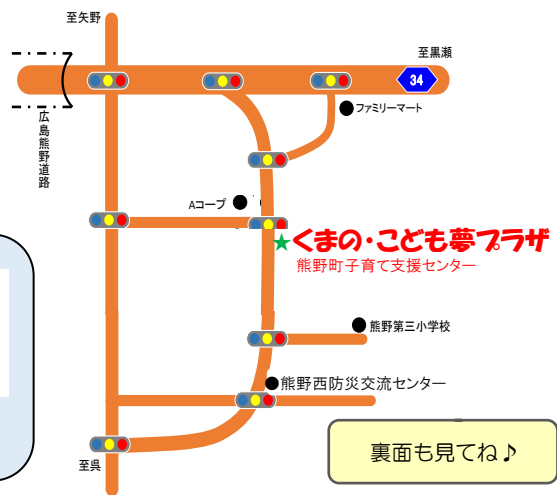 至矢野
至黒瀬
34
ファミリーマート
広島熊野道路
Aコープ
★くまの・こども夢プラザ
熊野町子育て支援センター
熊野第三小学校
熊野西防災交流センター
至呉
裏面も見てね♪